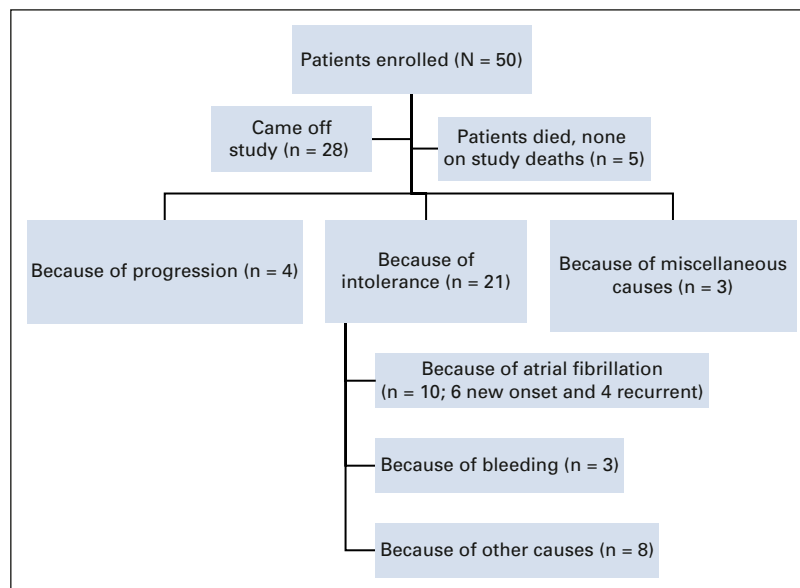 Patients enrolled (N = 50)
Came off
study (n = 28)
Patients died, none
on study deaths (n = 5)
Because of progression (n = 4)
Because of
intolerance (n = 21)
Because of miscellaneous
causes (n = 3)
Because of atrial fibrillation
(n = 10; 6 new onset and 4 recurrent)
Because of bleeding (n = 3)
Because of other causes (n = 8)